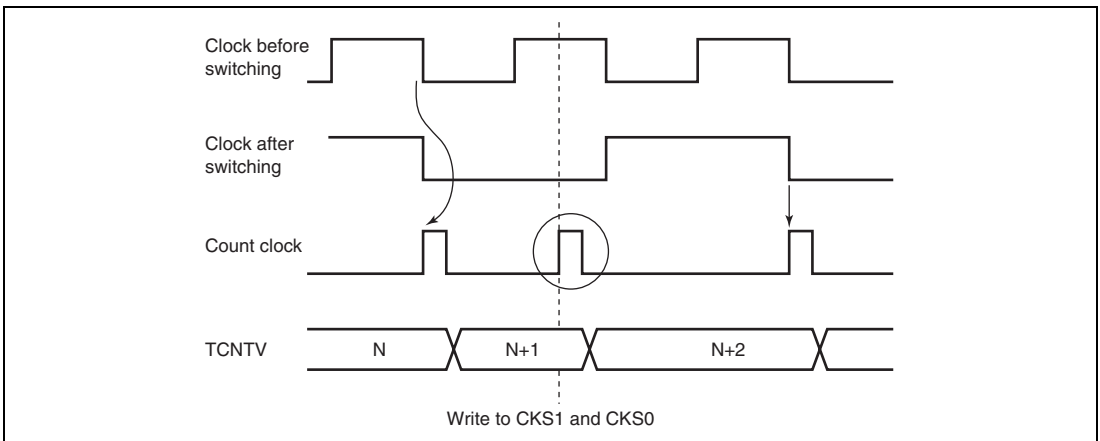 Clock before
switching
Clock after
switching
Count clock
TCNTV
N
N+1
N+2
Write to CKS1 and CKS0